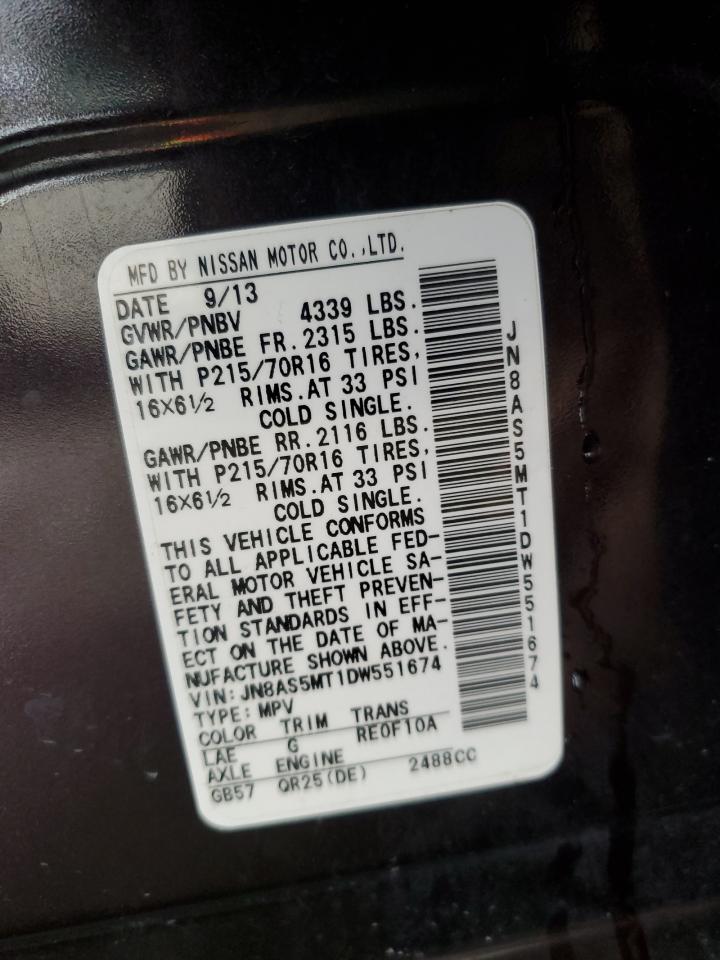 MFD BY NISSAN MOTOR CO.,LTD.
DATE 9/13
GVWR/PNBV 4339 LBS.
GAWR/PNBE FR. 2315 LBS.
WITH P215/70R16 TIRES,
16X6½ RIMS.AT 33 PSI
COLD SINGLE.
GAWR/PNBE RR. 2116 LBS.
WITH P215/70R16 TIRES,
16X6½ RIMS.AT 33 PSI
COLD SINGLE.
THIS VEHICLE CONFORMS
TO ALL APPLICABLE FED-
ERAL MOTOR VEHICLE SA-
FETY AND THEFT PREVEN-
TION STANDARDS IN EFF-
ECT ON THE DATE OF MA-
NUFACTURE SHOWN ABOVE.
VIN: JN8AS5MT1DW551674
TYPE: MPV
COLOR TRIM TRANS
LAE G RE0F10A
AXLE ENGINE
GB57 QR25(DE) 2488CC
JN8AS5MT1DW551674